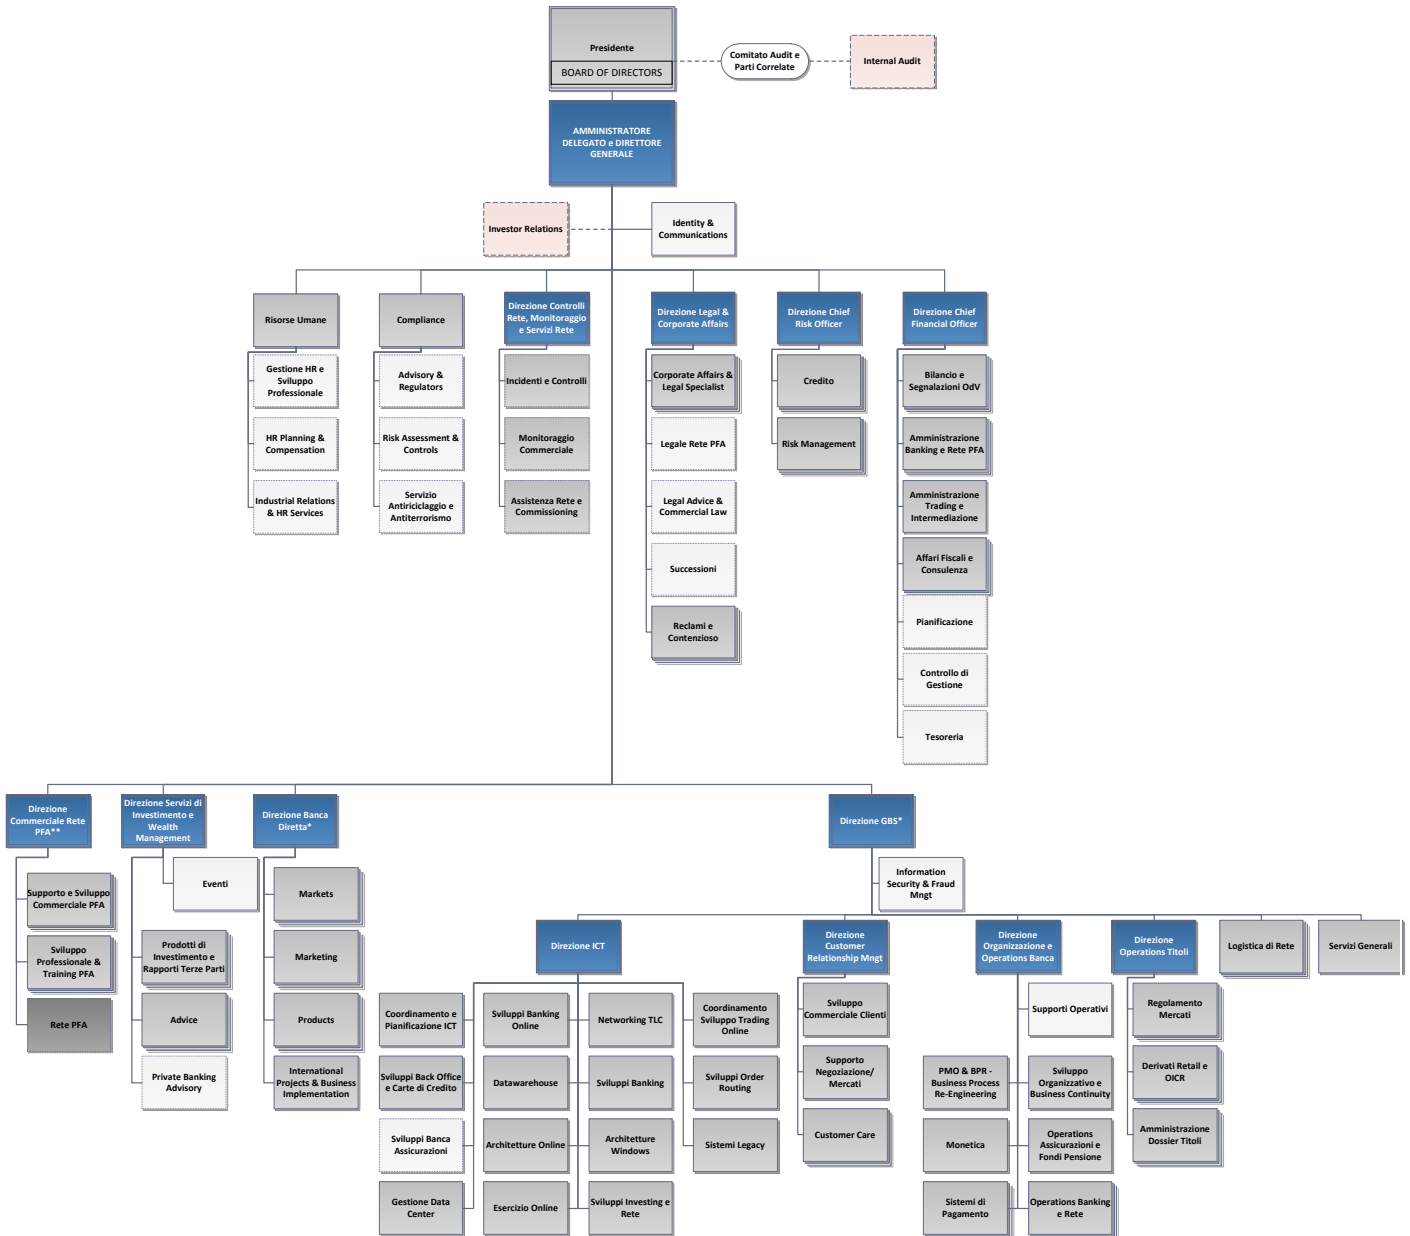 Presidente
BOARD OF DIRECTORS
Comitato Audit e
Parti Correlate
Internal Audit
AMMINISTRATORE
DELEGATO e DIRETTORE
GENERALE
Investor Relations
Identity &
Communications
Risorse Umane
Compliance
Direzione Controlli
Rete, Monitoraggio
e Servizi Rete
Direzione Legal &
Corporate Affairs
Direzione Chief
Risk Officer
Direzione Chief
Financial Officer
Gestione HR e
Sviluppo
Professionale
HR Planning &
Compensation
Industrial Relations
& HR Services
Advisory &
Regulators
Risk Assessment &
Controls
Servizio
Antiriciclaggio e
Antiterrorismo
Incidenti e Controlli
Monitoraggio
Commerciale
Assistenza Rete e
Commissioning
Corporate Affairs &
Legal Specialist
Legale Rete PFA
Legal Advice &
Commercial Law
Successioni
Reclami e
Contenzioso
Credito
Risk Management
Bilancio e
Segnalazioni OdV
Amministrazione
Banking e Rete PFA
Amministrazione
Trading e
Intermediazione
Affari Fiscali e
Consulenza
Pianificazione
Controllo di
Gestione
Tesoreria
Direzione
Commerciale Rete
PFA**
Direzione Servizi di
Investimento e
Wealth
Management
Direzione Banca
Diretta*
Direzione GBS*
Supporto e Sviluppo
Commerciale PFA
Sviluppo
Professionale &
Training PFA
Rete PFA
Eventi
Prodotti di
Investimento e
Rapporti Terze Parti
Advice
Private Banking
Advisory
Markets
Marketing
Products
International
Projects & Business
Implementation
Information
Security & Fraud
Mngt
Direzione ICT
Direzione
Customer
Relationship Mngt
Direzione
Organizzazione e
Operations Banca
Direzione
Operations Titoli
Logistica di Rete
Servizi Generali
Coordinamento e
Pianificazione ICT
Sviluppi Banking
Online
Networking TLC
Coordinamento
Sviluppo Trading
Online
Sviluppi Back Office
e Carte di Credito
Datawarehouse
Sviluppi Banking
Sviluppi Order
Routing
Sviluppi Banca
Assicurazioni
Architetture Online
Architetture
Windows
Sistemi Legacy
Gestione Data
Center
Esercizio Online
Sviluppi Investing e
Rete
Sviluppo
Commerciale Clienti
Supporto
Negoziazione/
Mercati
Customer Care
Supporti Operativi
PMO & BPR -
Business Process
Re-Engineering
Sviluppo
Organizzativo e
Business Continuity
Monetica
Operations
Assicurazioni e
Fondi Pensione
Sistemi di
Pagamento
Operations Banking
e Rete
Regolamento
Mercati
Derivati Retail e
OICR
Amministrazione
Dossier Titoli